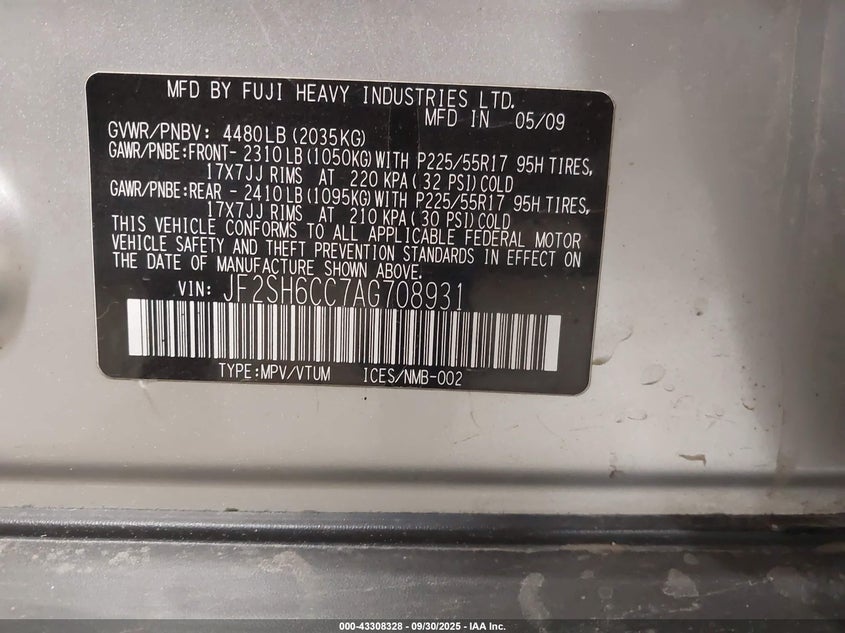 MFD BY FUJI HEAVY INDUSTRIES LTD.
MFD IN 05/09
GVWR/PNBV: 4480LB (2035KG)
GAWR/PNBE:FRONT- 2310LB(1050KG)WITH P225/55R17 95H TIRES,
17X7JJ RIMS AT 220 KPA(32 PSI)COLD
GAWR/PNBE:REAR - 2410LB(1095KG)WITH P225/55R17 95H TIRES,
17X7JJ RIMS AT 210 KPA(30 PSI)COLD
THIS VEHICLE CONFORMS TO ALL APPLICABLE FEDERAL MOTOR
VEHICLE SAFETY AND THEFT PREVENTION STANDARDS IN EFFECT ON
THE DATE OF MANUFACTURE SHOWN ABOVE.
VIN: JF2SH6CC7AG708931
TYPE:MPV/VTUM ICES/NMB-002
000-43308328 - 09/30/2025 - IAA Inc.